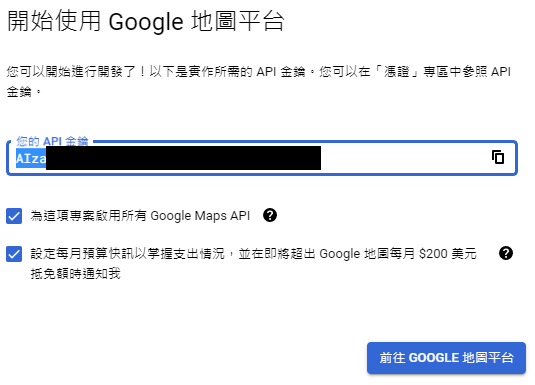 開始使用 Google 地圖平台
您可以開始進行開發了！以下是實作所需的 API 金鑰。您可以在「憑證」專區中參照 API
金鑰。
您的 API 金鑰
AIza
為這項專案啟用所有 Google Maps API
設定每月預算快訊以掌握支出情況，並在即將超出 Google 地圖每月 $200 美元
抵免額時通知我
前往 GOOGLE 地圖平台